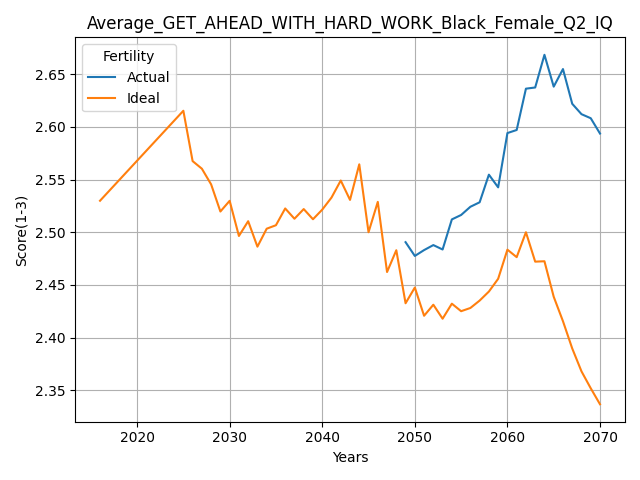 Average_GET_AHEAD_WITH_HARD_WORK_Black_Female_Q2_IQ
Fertility
Actual
Ideal
Score(1-3)
2.65
2.60
2.55
2.50
2.45
2.40
2.35
2020 2030 2040 2050 2060 2070
Years